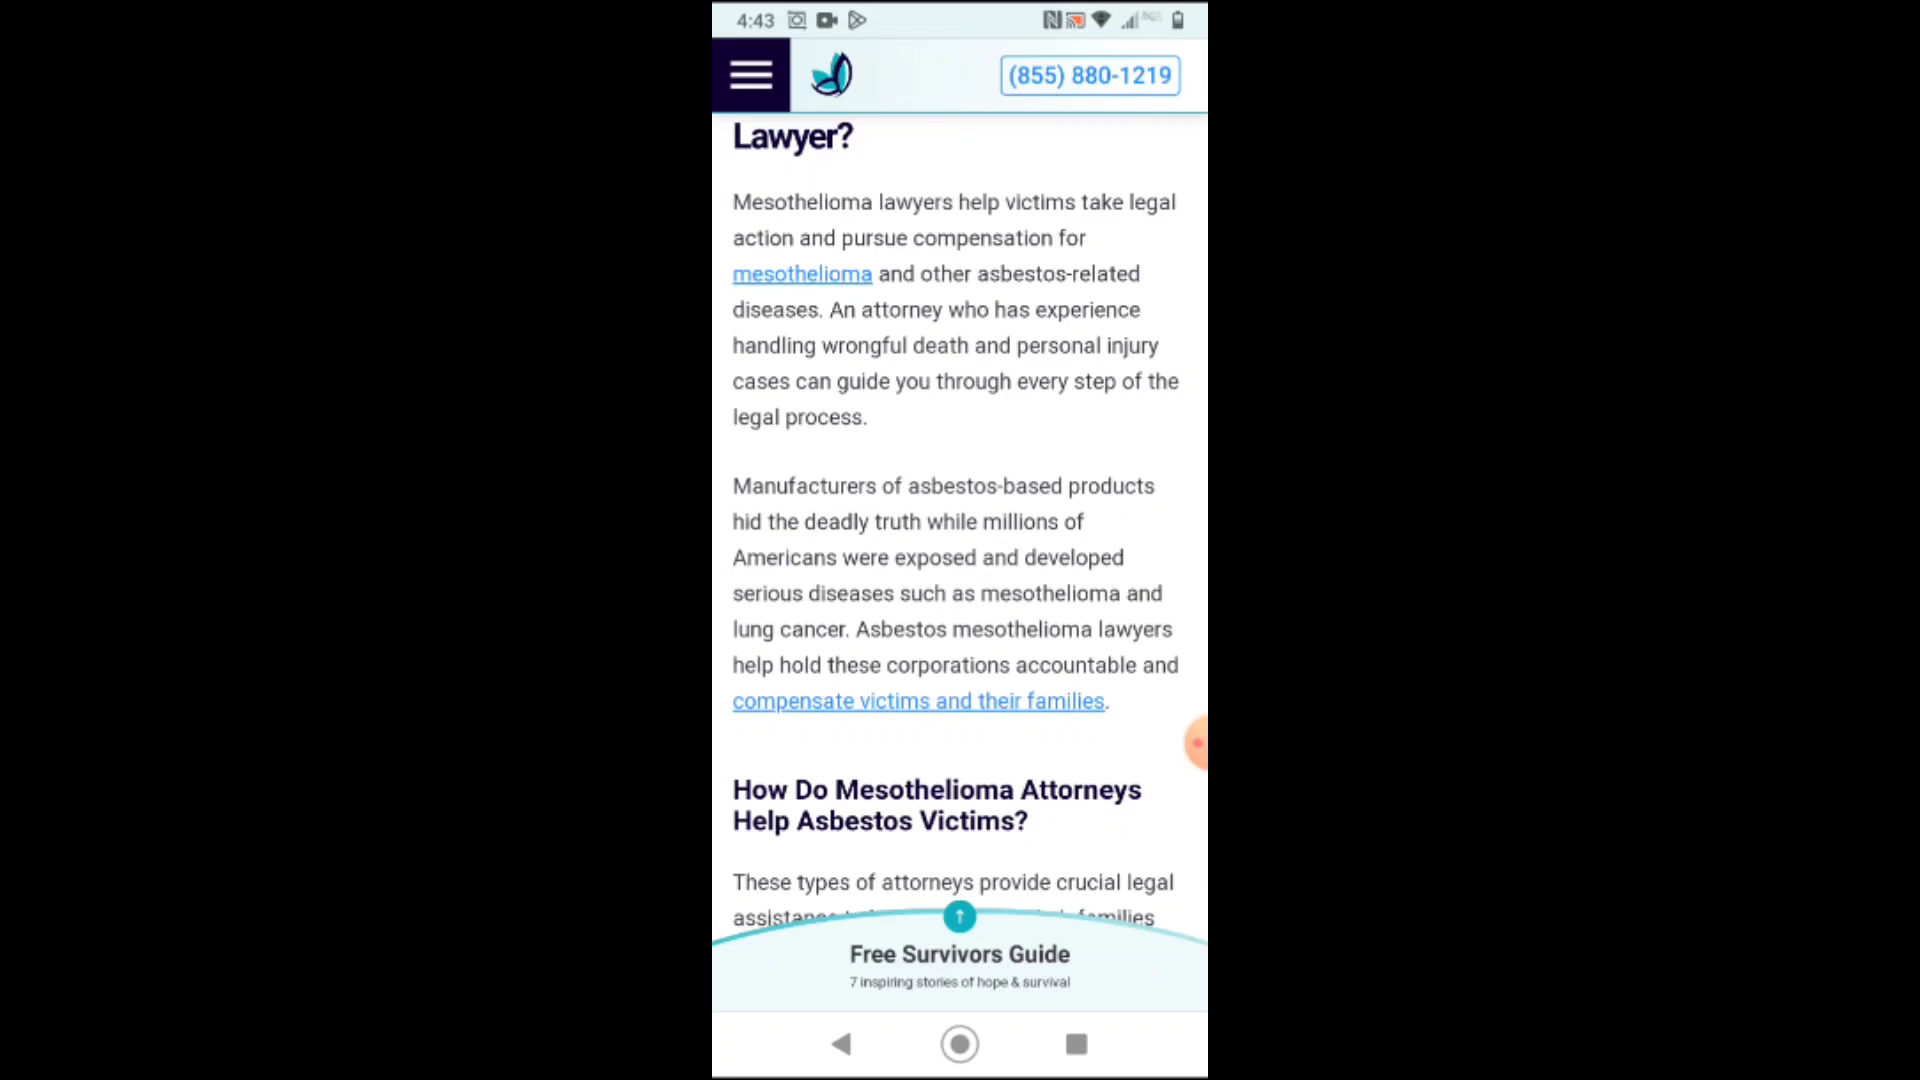 4:43
(855) 880-1219
Lawyer?
Mesothelioma lawyers help victims take legal
action and pursue compensation for
mesothelioma and other asbestos-related
diseases. An attorney who has experience
handling wrongful death and personal injury
cases can guide you through every step of the
legal process.
Manufacturers of asbestos-based products
hid the deadly truth while millions of
Americans were exposed and developed
serious diseases such as mesothelioma and
lung cancer. Asbestos mesothelioma lawyers
help hold these corporations accountable and
compensate victims and their families.
How Do Mesothelioma Attorneys
Help Asbestos Victims?
These types of attorneys provide crucial legal
assistance families
Free Survivors Guide
7 inspiring stories of hope & survival